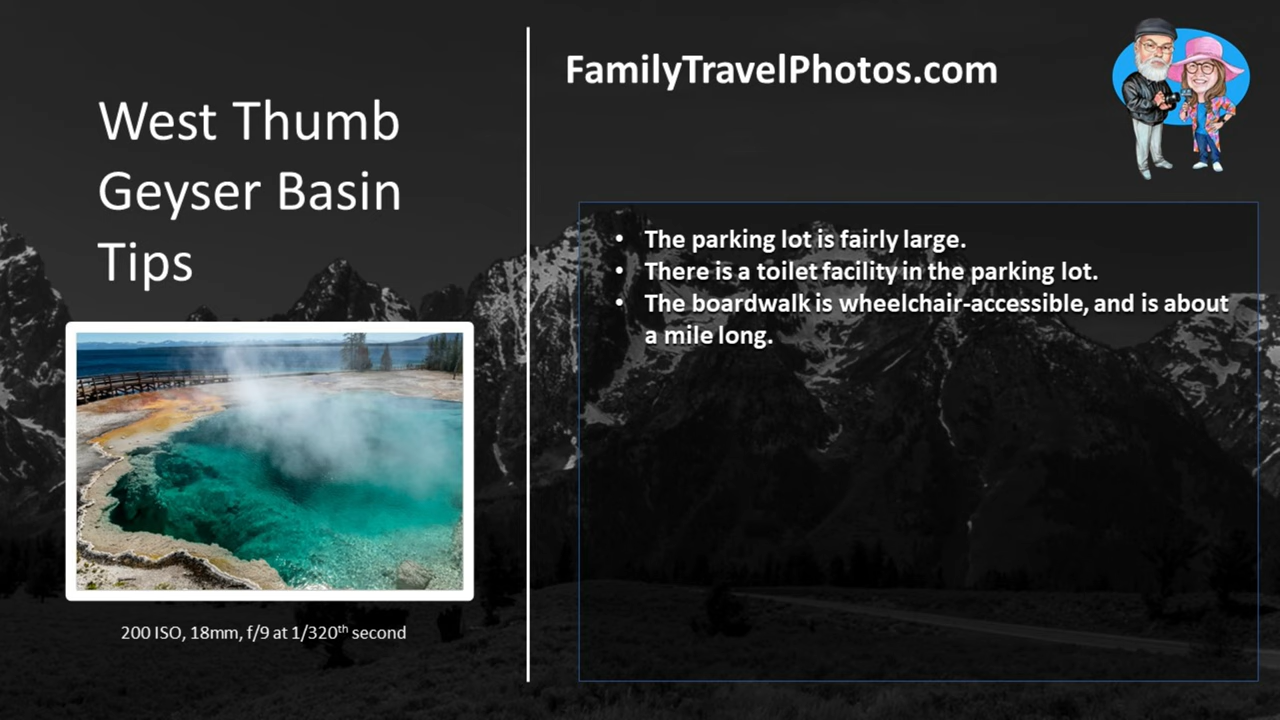 West Thumb
Geyser Basin
Tips
200 ISO, 18mm, f/9 at 1/320th second
FamilyTravelPhotos.com
• The parking lot is fairly large.
• There is a toilet facility in the parking lot.
• The boardwalk is wheelchair-accessible, and is about
a mile long.